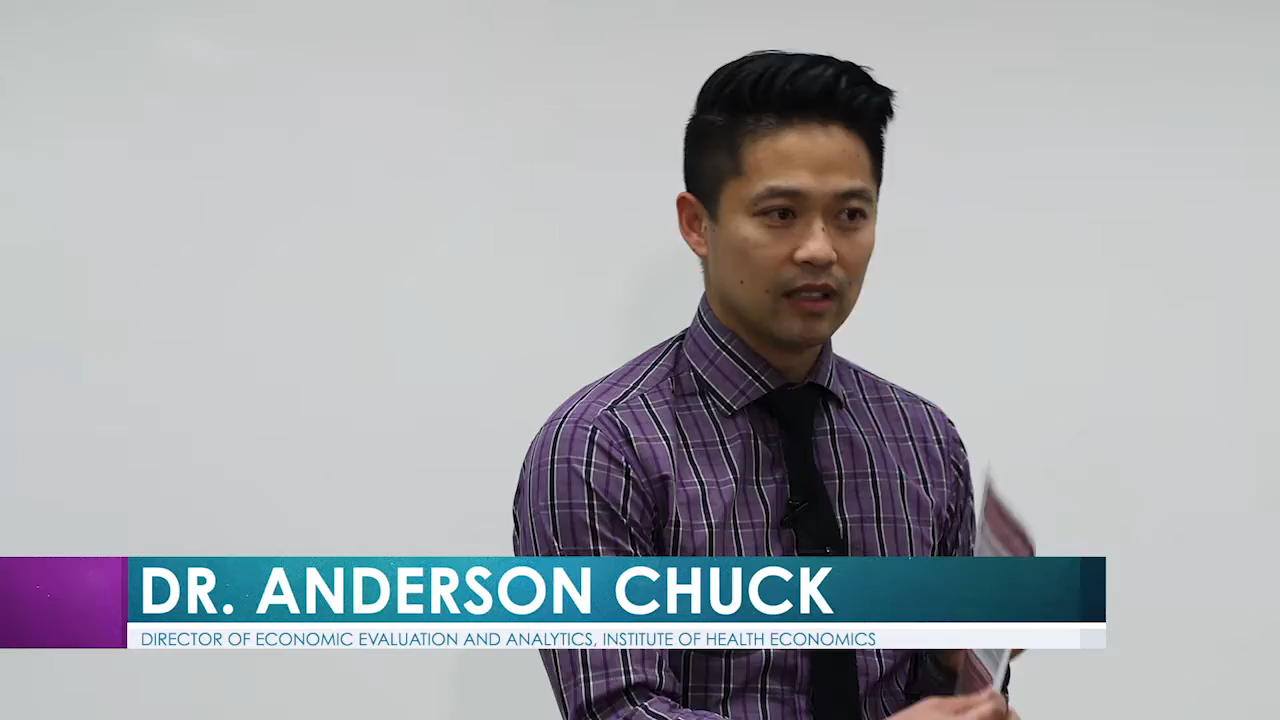 DR. ANDERSON CHUCK
DIRECTOR OF ECONOMIC EVALUATION AND ANALYTICS, INSTITUTE OF HEALTH ECONOMICS